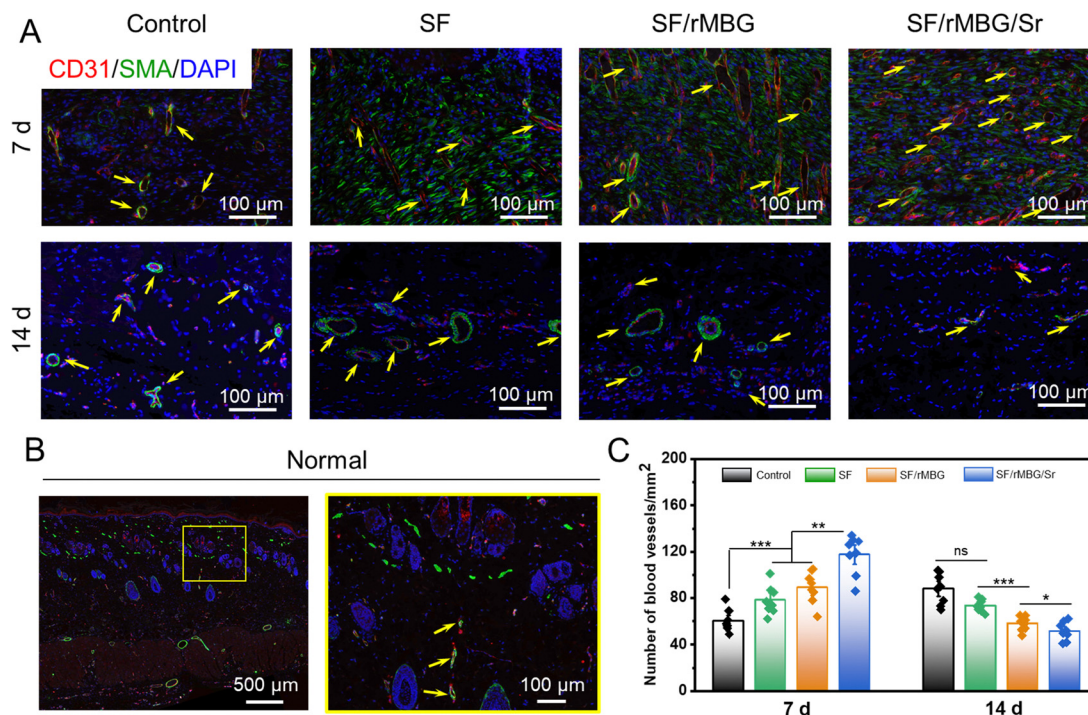 Control SF SF/rMBG SF/rMBG/Sr
A
CD31/SMA/DAPI
7 d
100 µm 100 µm 100 µm 100 µm
14 d
100 µm 100 µm 100 µm 100 µm
B
Normal
500 µm 100 µm
C
Number of blood vessels/mm²
200
160
120
80
40
0
Control SF SF/rMBG SF/rMBG/Sr
*** ** ns *** *
7 d 14 d